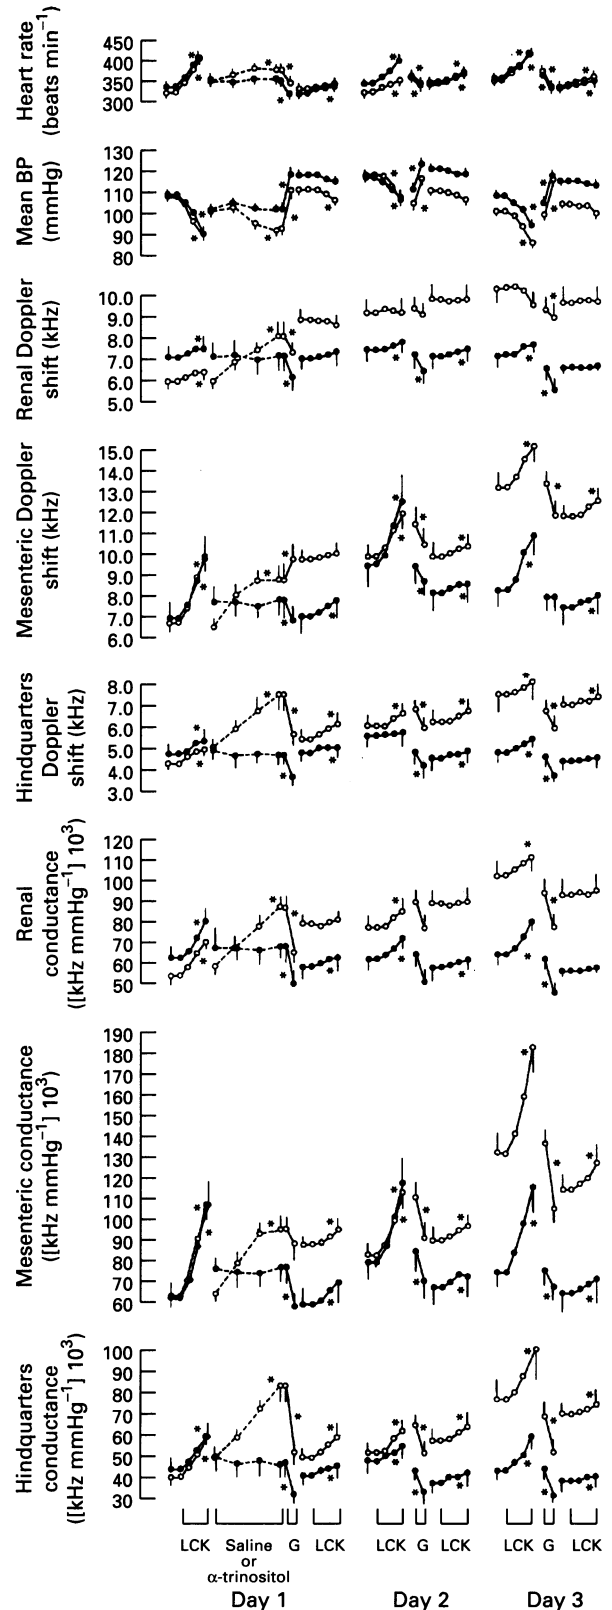 Heart rate
(beats min⁻¹)
450
400
350
300
Mean BP
(mmHg)
130
120
110
100
90
80
Renal Doppler
shift (kHz)
10.0
9.0
8.0
7.0
6.0
5.0
Mesenteric Doppler
shift (kHz)
15.0
14.0
13.0
12.0
11.0
10.0
9.0
8.0
7.0
6.0
Hindquarters
Doppler
shift (kHz)
8.0
7.0
6.0
5.0
4.0
3.0
Renal
conductance
([kHz mmHg⁻¹] 10³)
120
110
100
90
80
70
60
50
Mesenteric conductance
([kHz mmHg⁻¹] 10³)
190
180
170
160
150
140
130
120
110
100
90
80
70
60
Hindquarters
conductance
([kHz mmHg⁻¹] 10³)
100
90
80
70
60
50
40
30
LCK Saline G LCK LCK G LCK LCK G LCK
or
α-trinositol
Day 1 Day 2 Day 3